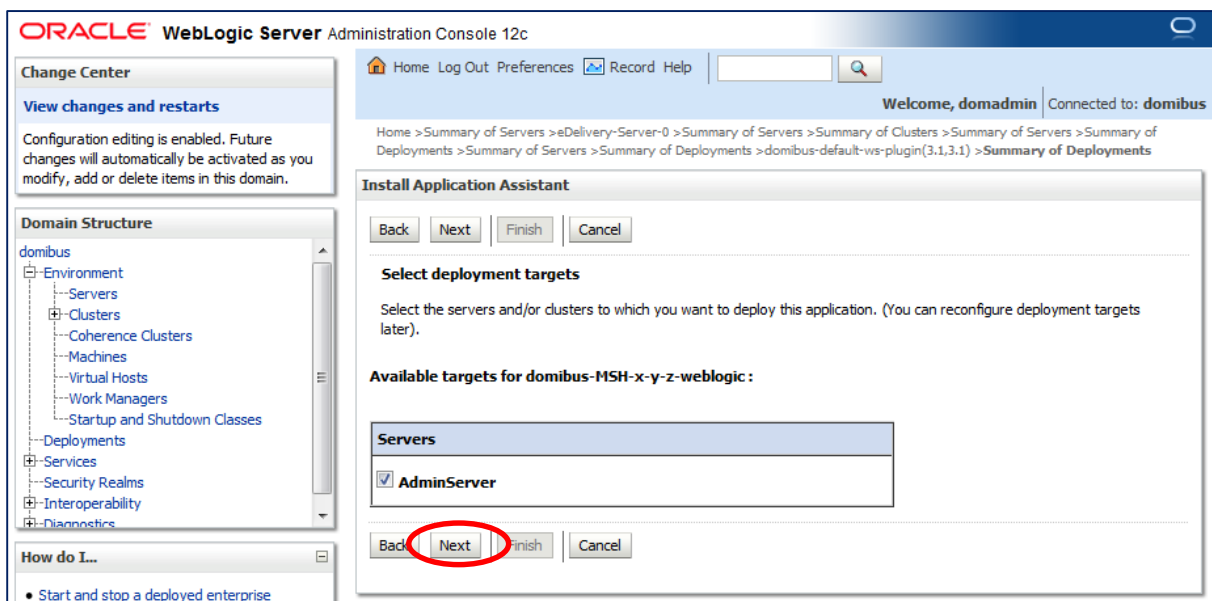 ORACLE WebLogic Server Administration Console 12c
Change Center
View changes and restarts
Configuration editing is enabled. Future
changes will automatically be activated as you
modify, add or delete items in this domain.
Domain Structure
domibus
Environment
Servers
Clusters
Coherence Clusters
Machines
Virtual Hosts
Work Managers
Startup and Shutdown Classes
Deployments
Services
Security Realms
Interoperability
Diagnostics
How do I...
Start and stop a deployed enterprise
Home Log Out Preferences Record Help
Welcome, domadmin Connected to: domibus
Home >Summary of Servers >eDelivery-Server-0 >Summary of Servers >Summary of Clusters >Summary of Servers >Summary of
Deployments >Summary of Servers >Summary of Deployments >domibus-default-ws-plugin(3.1,3.1) >Summary of Deployments
Install Application Assistant
Back Next Finish Cancel
Select deployment targets
Select the servers and/or clusters to which you want to deploy this application. (You can reconfigure deployment targets
later).
Available targets for domibus-MSH-x-y-z-weblogic :
Servers
AdminServer
Back Next Finish Cancel